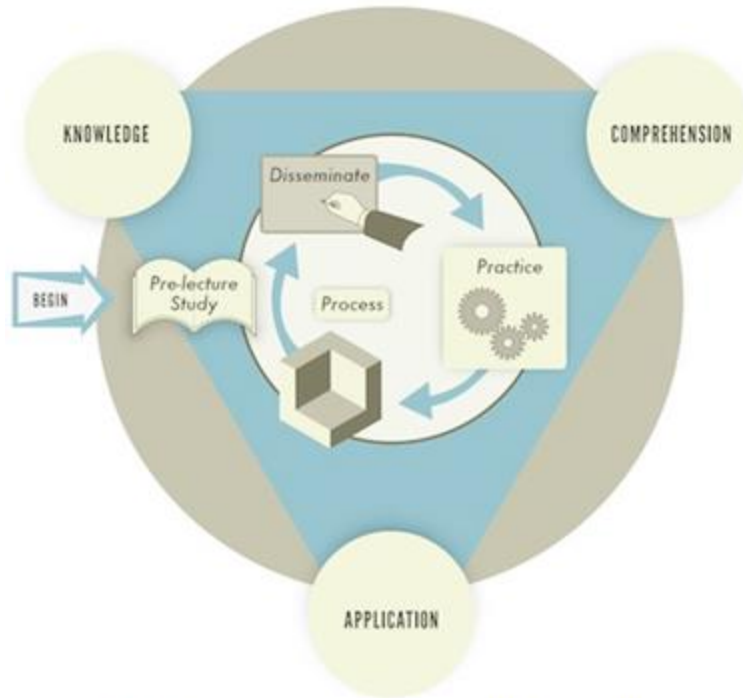 KNOWLEDGE
COMPREHENSION
Disseminate
Practice
BEGIN
Pre-lecture
Study
Process
APPLICATION